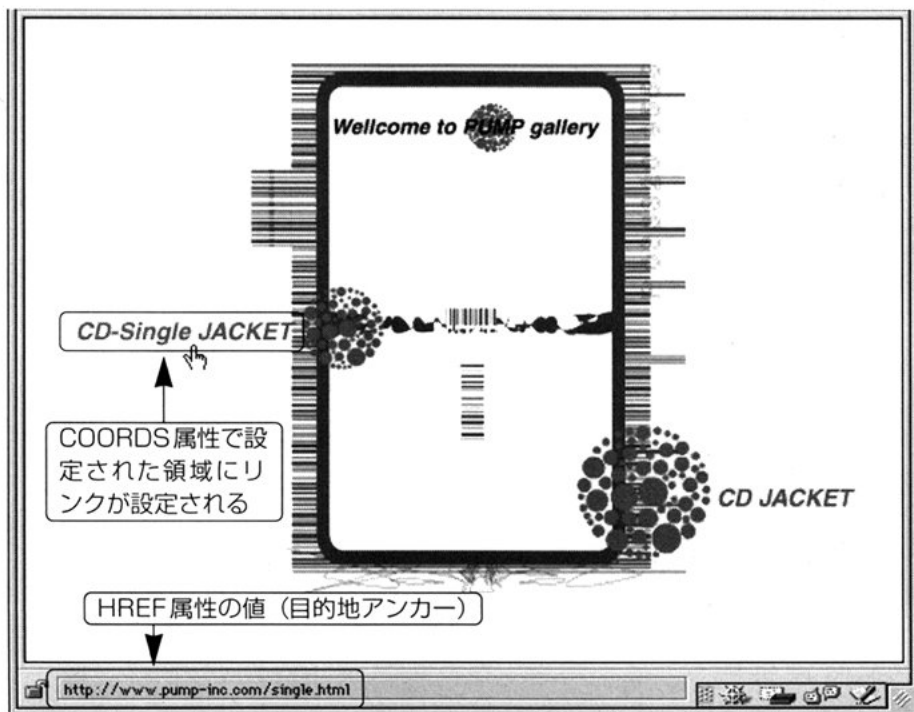 Wellcome to PUMP gallery
CD-Single JACKET
COORDS属性で設
定された領域にリ
ンクが設定される
CD JACKET
HREF属性の値（目的地アンカー）
http://www.pump-inc.com/single.html